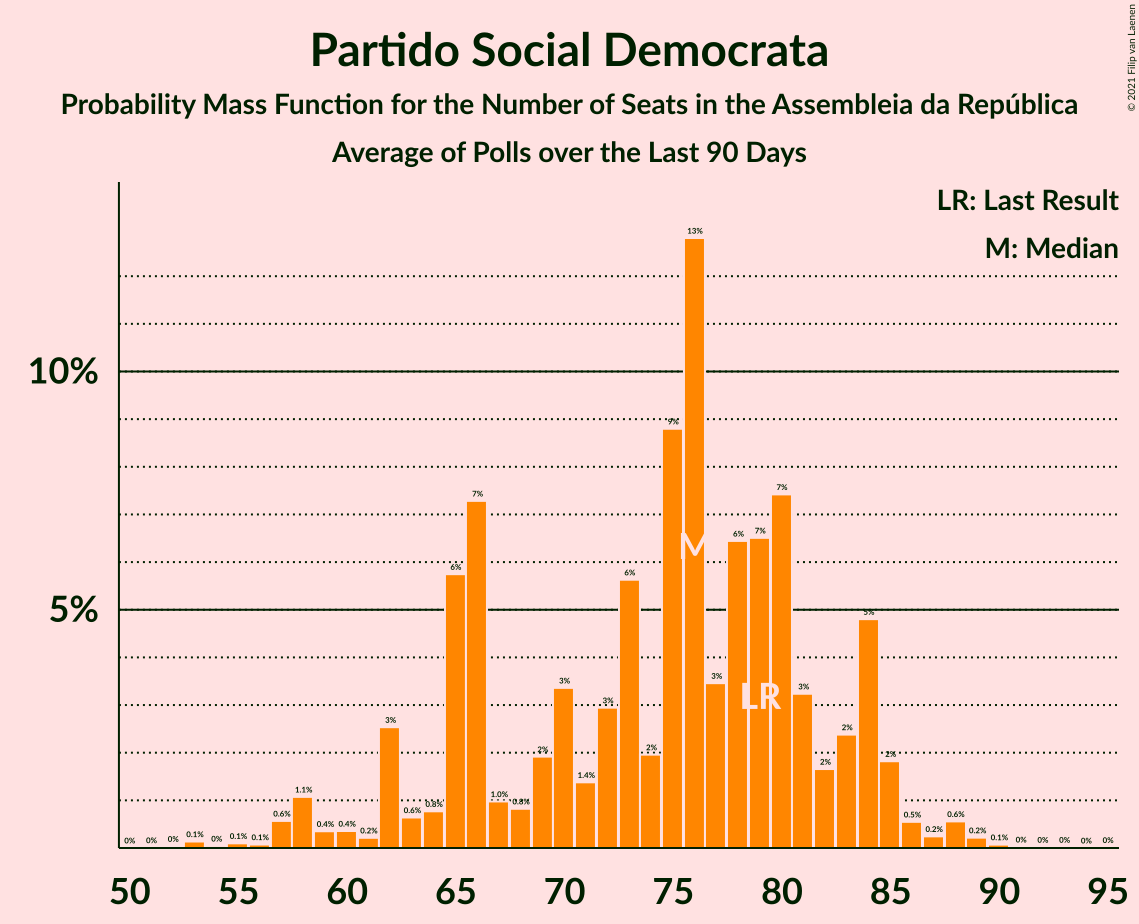 Partido Social Democrata
Probability Mass Function for the Number of Seats in the Assembleia da República
Average of Polls over the Last 90 Days
© 2021 Filip van Laenen
LR: Last Result
M: Median
10%
5%
0% 0% 0% 0.1% 0% 0.1% 0.1% 0.6% 1.1% 0.4% 0.4% 0.2% 3% 0.6% 0.8% 6% 7% 1.0% 0.8% 2% 3% 1.4% 3% 6% 2% 9% 13% 3% 6% 7% 7% 3% 2% 2% 5% 2% 0.5% 0.2% 0.6% 0.2% 0.1% 0% 0% 0% 0% 0%
M
LR
50 55 60 65 70 75 80 85 90 95